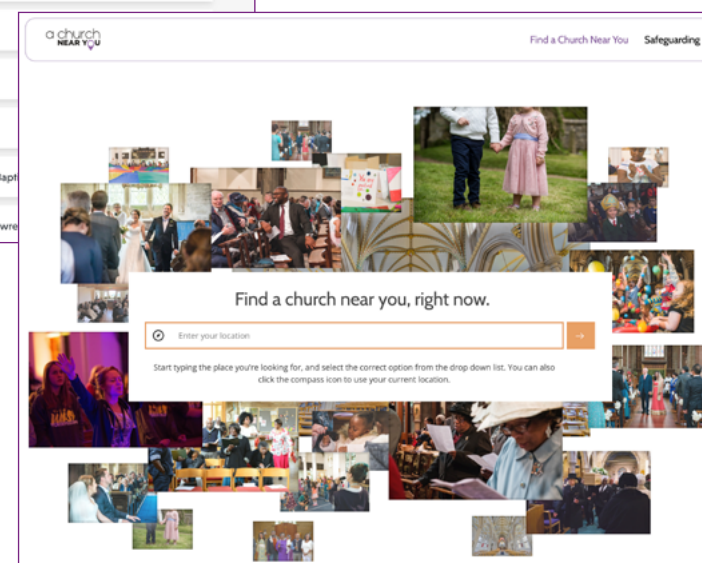 a church
NEAR YOU
Find a Church Near You Safeguarding
Find a church near you, right now.
Enter your location
Start typing the place you're looking for, and select the correct option from the drop down list. You can also
click the compass icon to use your current location.